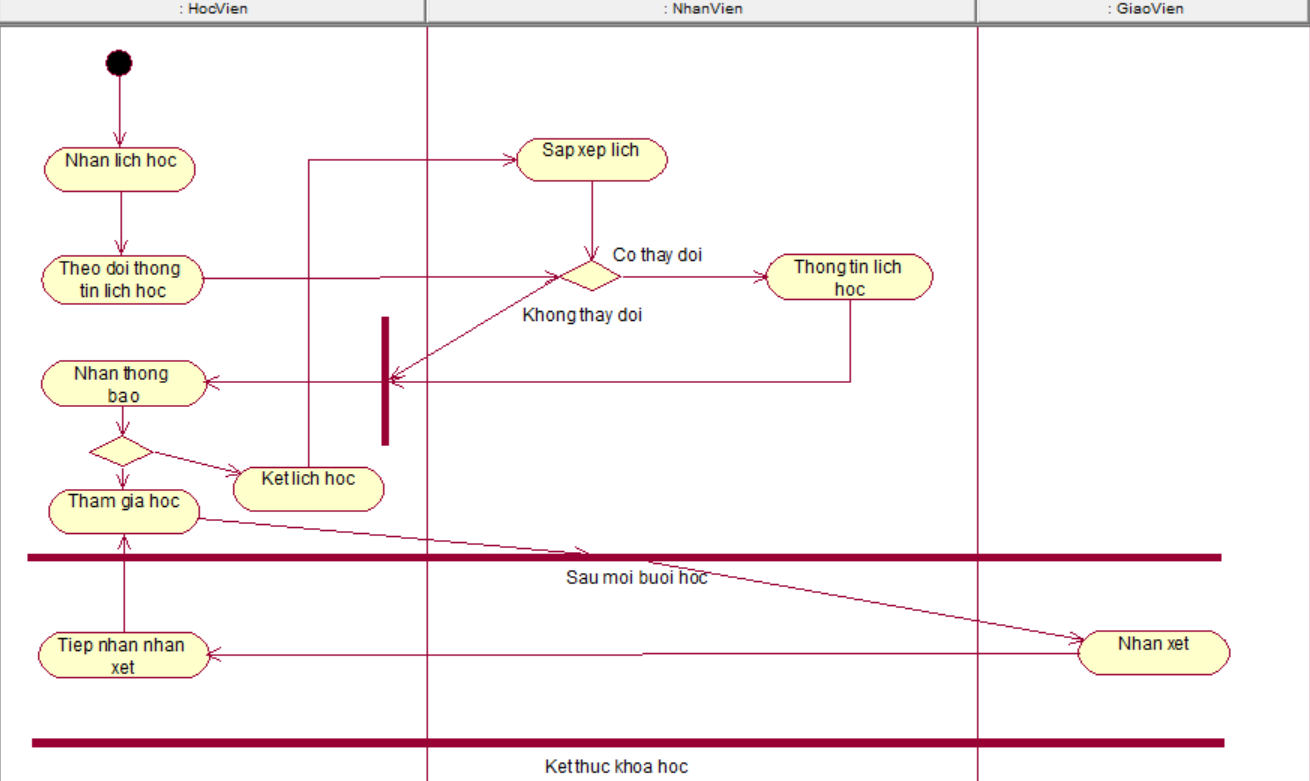 : HocVien
: NhanVien
: GiaoVien
Nhan lich hoc
Sap xep lich
Co thay doi
Theo doi thong
tin lich hoc
Thong tin lich
hoc
Khong thay doi
Nhan thong
bao
Ket lich hoc
Tham gia hoc
Sau moi buoi hoc
Tiep nhan nhan
xet
Nhan xet
Ket thuc khoa hoc